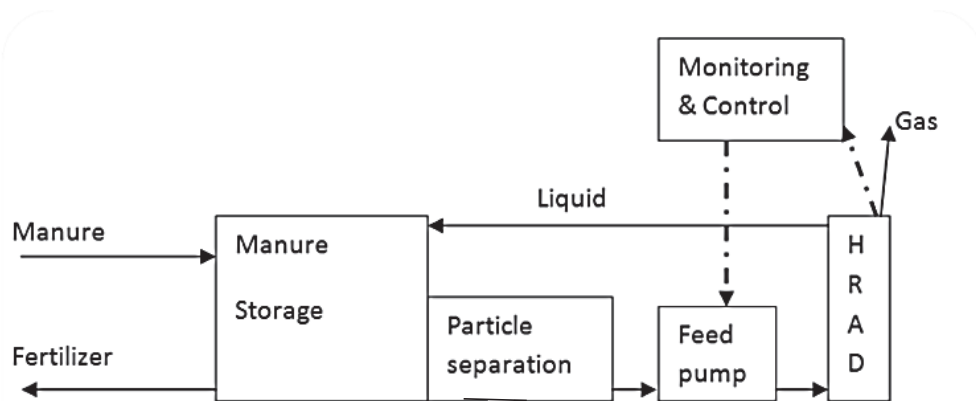 Monitoring
& Control
Gas
Liquid
Manure
Manure
Storage
H
R
A
D
Particle
separation
Feed
pump
Fertilizer